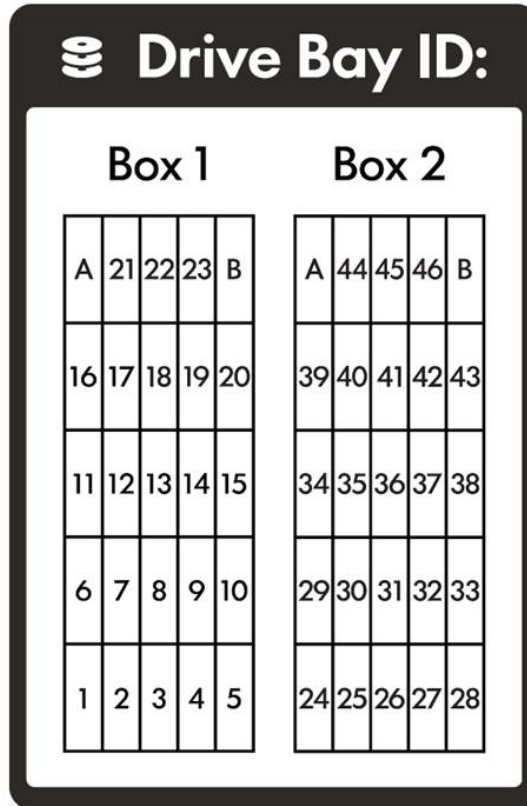 Drive Bay ID:
Box 1
A 21 22 23 B
16 17 18 19 20
11 12 13 14 15
6 7 8 9 10
1 2 3 4 5
Box 2
A 44 45 46 B
39 40 41 42 43
34 35 36 37 38
29 30 31 32 33
24 25 26 27 28